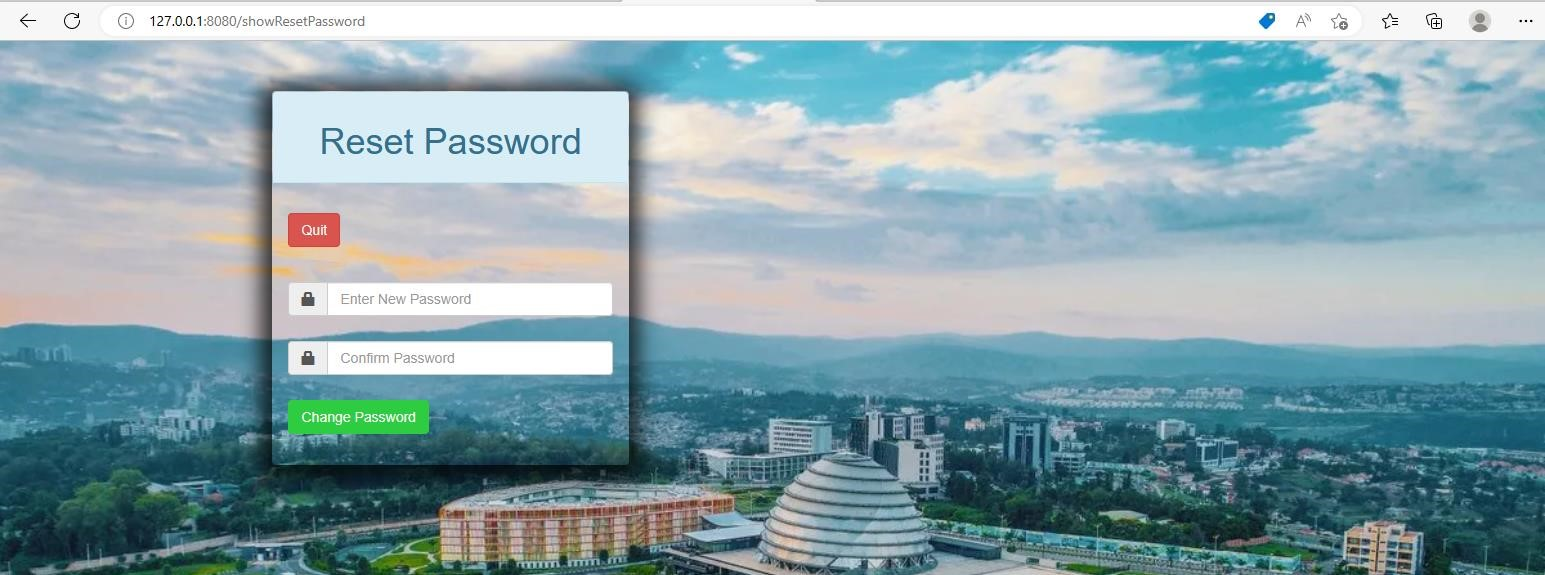 127.0.0.1:8080/showResetPassword
Reset Password
Quit
Enter New Password
Confirm Password
Change Password